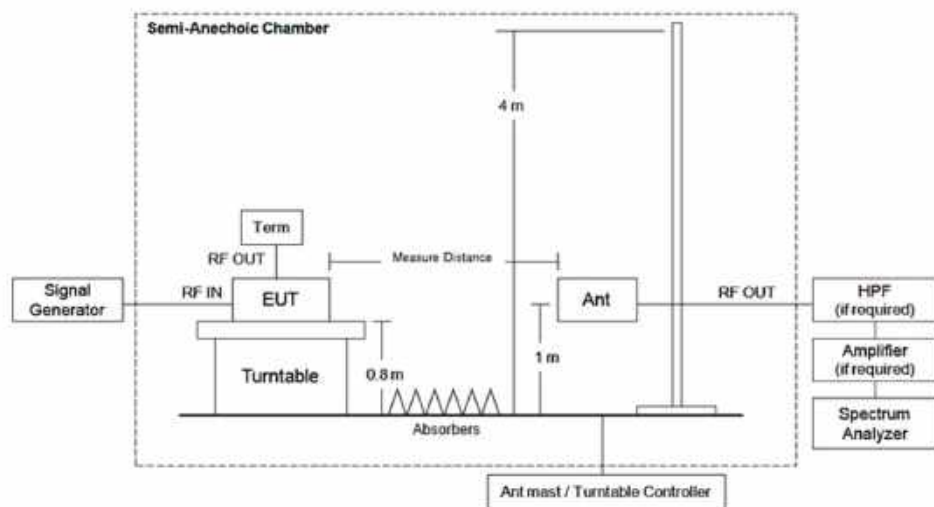 Semi-Anechoic Chamber
4 m
Term
RF OUT
Measure Distance
Signal
Generator
RF IN
EUT
Ant
RF OUT
HPF
(if required)
Turntable
0.8 m
1 m
Amplifier
(if required)
Absorbers
Spectrum
Analyzer
Ant mast / Turntable Controller